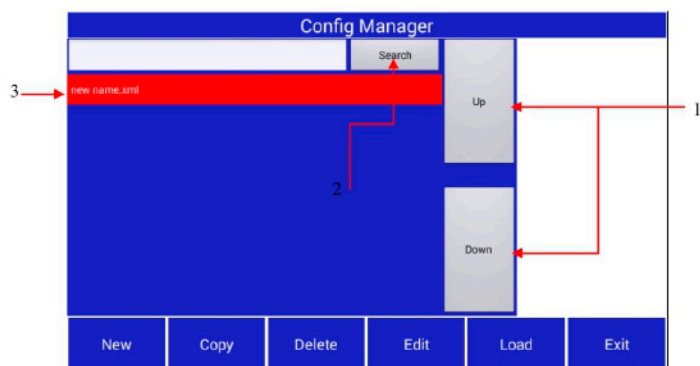 Config Manager
Search
3
new name.xml
Up
1
2
Down
New Copy Delete Edit Load Exit